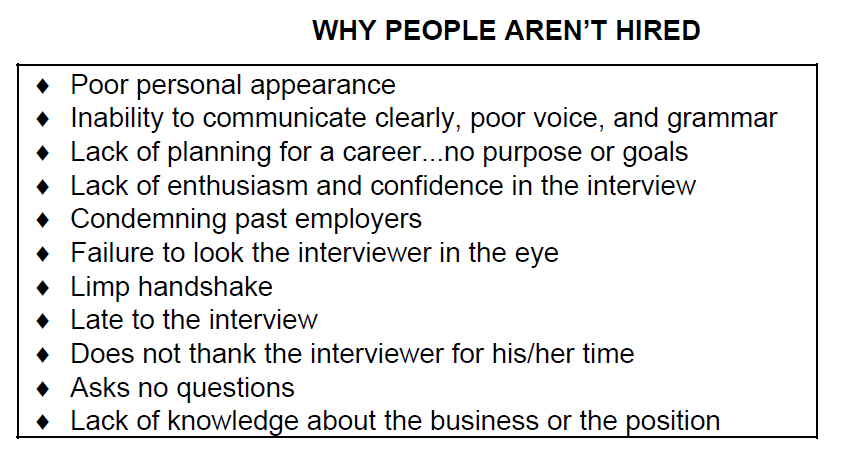 WHY PEOPLE AREN'T HIRED
♦ Poor personal appearance
♦ Inability to communicate clearly, poor voice, and grammar
♦ Lack of planning for a career...no purpose or goals
♦ Lack of enthusiasm and confidence in the interview
♦ Condemning past employers
♦ Failure to look the interviewer in the eye
♦ Limp handshake
♦ Late to the interview
♦ Does not thank the interviewer for his/her time
♦ Asks no questions
♦ Lack of knowledge about the business or the position